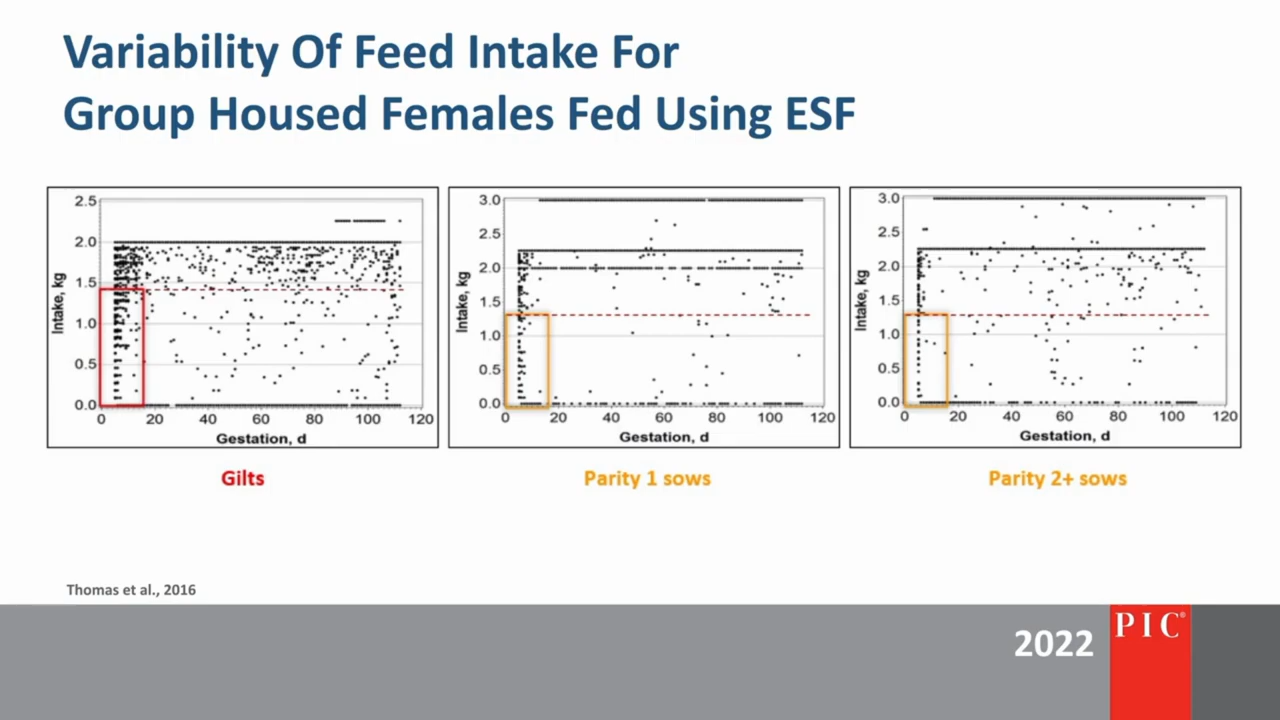 Variability Of Feed Intake For
Group Housed Females Fed Using ESF
2.5
2.0
1.5
1.0
0.5
0.0
Intake, kg
0 20 40 60 80 100 120
Gestation, d
Gilts
3.0
2.5
2.0
1.5
1.0
0.5
0.0
Intake, kg
0 20 40 60 80 100 120
Gestation, d
Parity 1 sows
3.0
2.5
2.0
1.5
1.0
0.5
0.0
Intake, kg
0 20 40 60 80 100 120
Gestation, d
Parity 2+ sows
Thomas et al., 2016
2022
PIC®